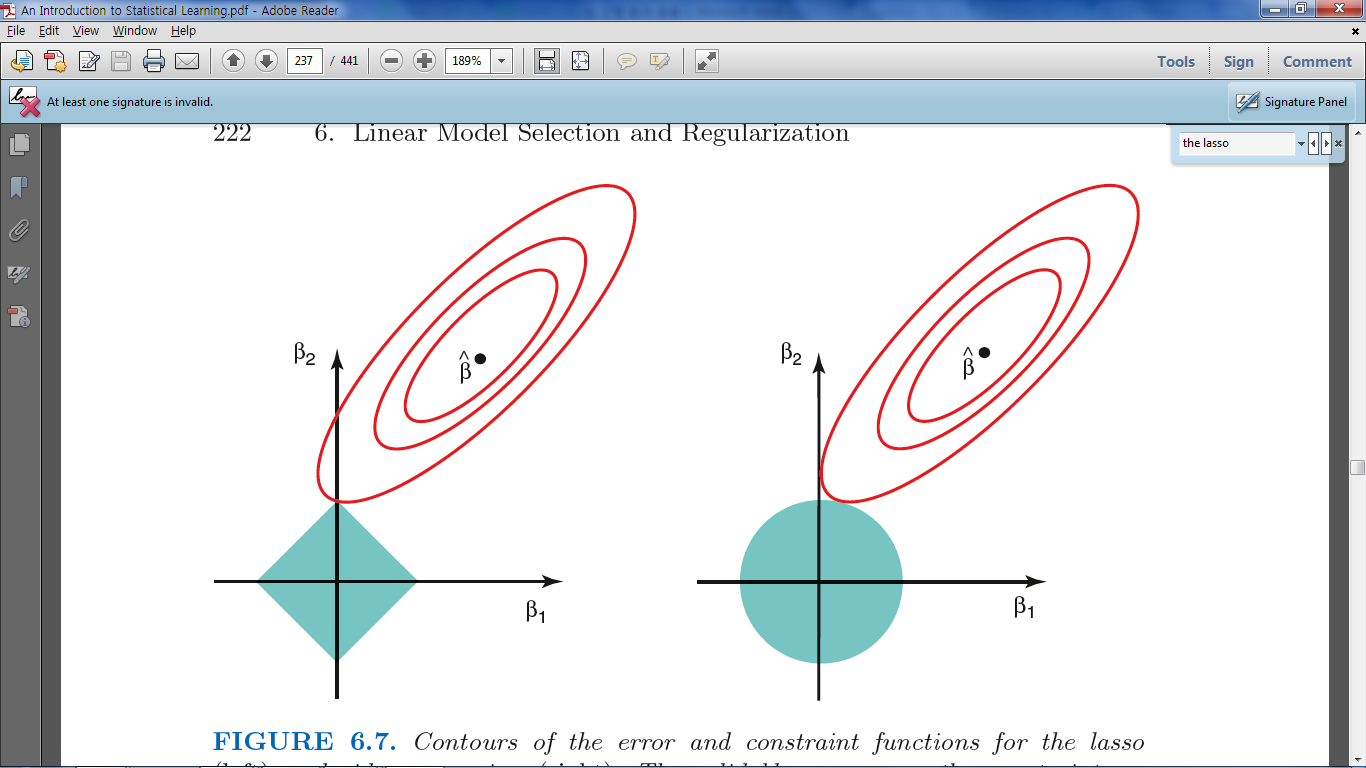 An Introduction to Statistical Learning.pdf - Adobe Reader
File Edit View Window Help
237 / 441 189% Tools Sign Comment
At least one signature is invalid. Signature Panel
the lasso
222 6. Linear Model Selection and Regularization
β2 β̂ β1
β2 β̂ β1
FIGURE 6.7. Contours of the error and constraint functions for the lasso